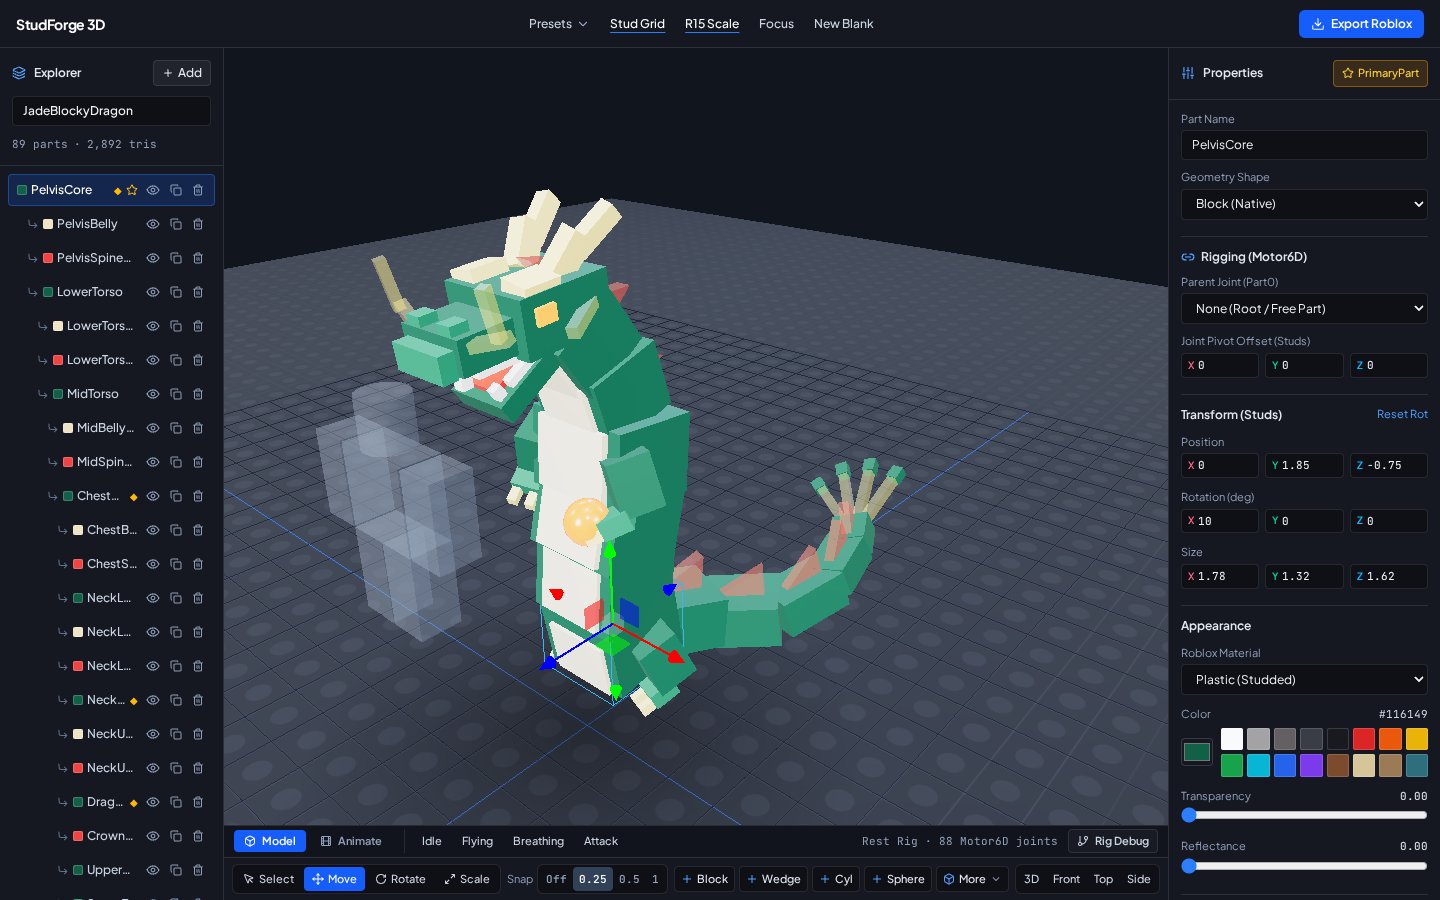 StudForge 3D
Presets
Stud Grid
R15 Scale
Focus
New Blank
Export Roblox
Explorer
+ Add
JadeBlockyDragon
89 parts · 2,892 tris
PelvisCore
PelvisBelly
PelvisSpine...
LowerTorso
LowerTors...
LowerTors...
MidTorso
MidBelly...
MidSpin...
Chest...
ChestB...
ChestS...
NeckL...
NeckL...
NeckL...
Neck...
NeckU...
NeckU...
Drag...
Crown...
Upper...
Model
Animate
Idle
Flying
Breathing
Attack
Rest Rig · 88 Motor6D joints
Rig Debug
Select
Move
Rotate
Scale
Snap
Off
0.25
0.5
1
+ Block
+ Wedge
+ Cyl
+ Sphere
More
3D
Front
Top
Side
Properties
PrimaryPart
Part Name
PelvisCore
Geometry Shape
Block (Native)
Rigging (Motor6D)
Parent Joint (Part0)
None (Root / Free Part)
Joint Pivot Offset (Studs)
X 0 Y 0 Z 0
Transform (Studs)
Reset Rot
Position
X 0 Y 1.85 Z -0.75
Rotation (deg)
X 10 Y 0 Z 0
Size
X 1.78 Y 1.32 Z 1.62
Appearance
Roblox Material
Plastic (Studded)
Color
#116149
Transparency
0.00
Reflectance
0.00